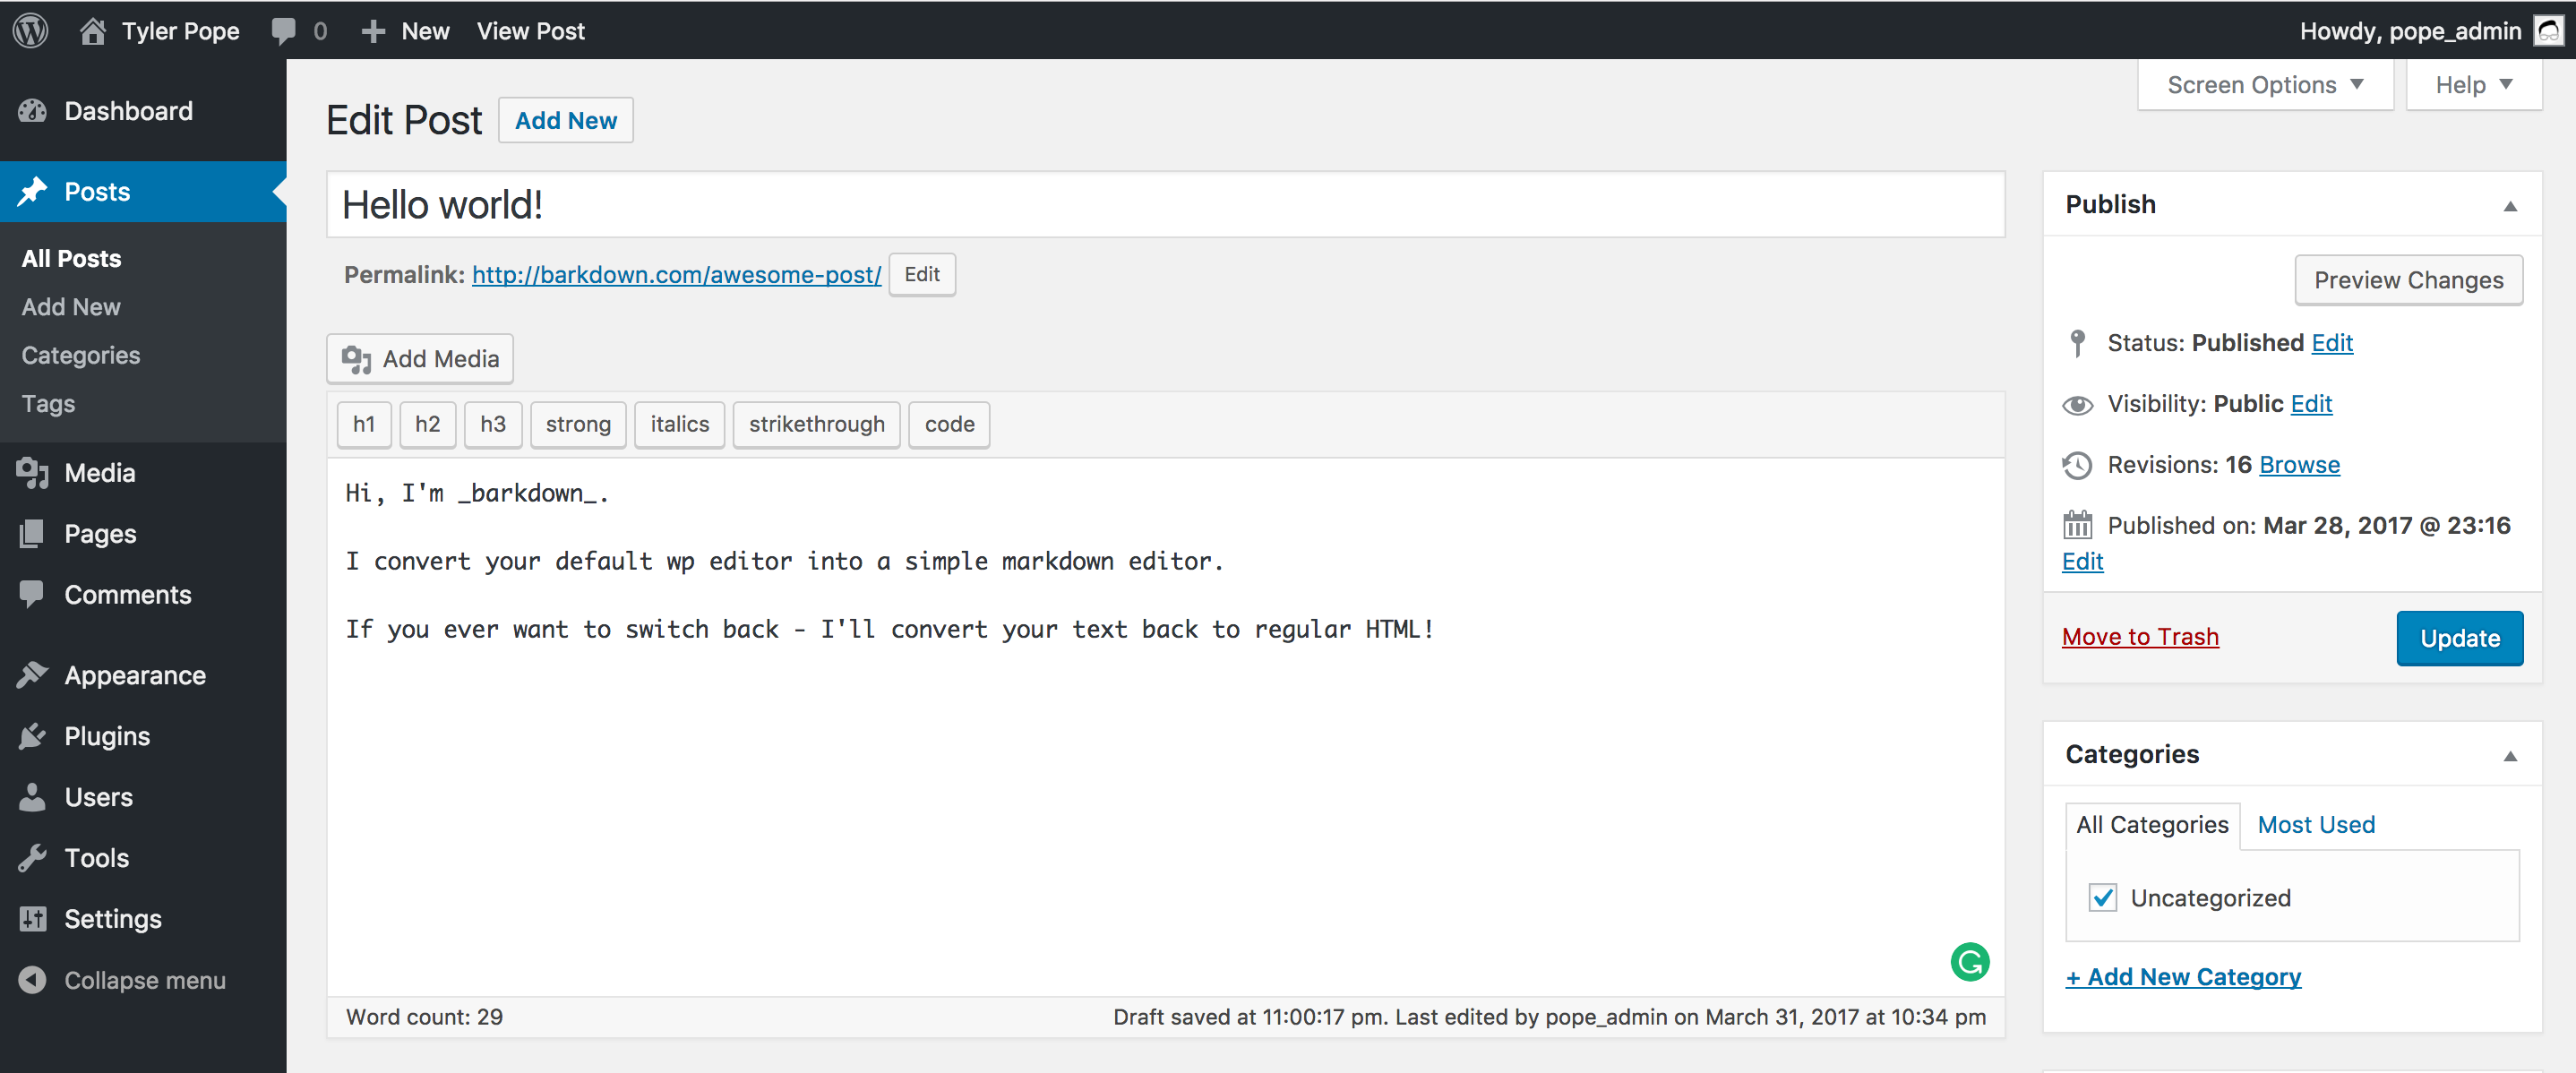 Tyler Pope 0 New View Post Howdy, pope_admin
Screen Options Help
Dashboard
Posts
All Posts
Add New
Categories
Tags
Media
Pages
Comments
Appearance
Plugins
Users
Tools
Settings
Collapse menu
Edit Post Add New
Hello world!
Permalink: http://barkdown.com/awesome-post/ Edit
Add Media
h1 h2 h3 strong italics strikethrough code
Hi, I'm _barkdown_.
I convert your default wp editor into a simple markdown editor.
If you ever want to switch back - I'll convert your text back to regular HTML!
Word count: 29 Draft saved at 11:00:17 pm. Last edited by pope_admin on March 31, 2017 at 10:34 pm
Publish
Preview Changes
Status: Published Edit
Visibility: Public Edit
Revisions: 16 Browse
Published on: Mar 28, 2017 @ 23:16
Edit
Move to Trash Update
Categories
All Categories Most Used
Uncategorized
+ Add New Category